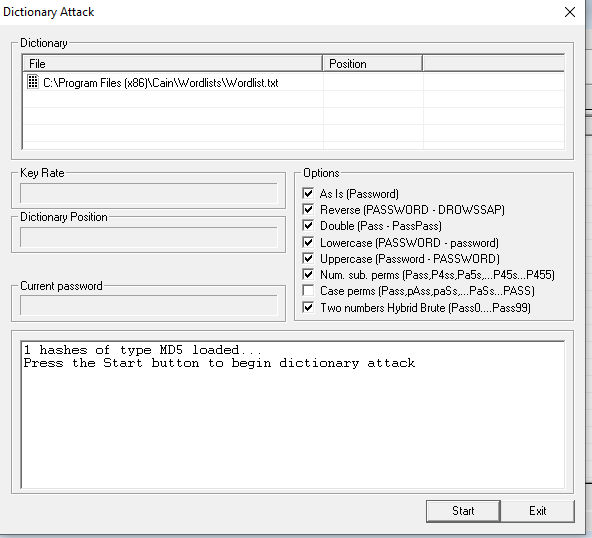 Dictionary Attack
Dictionary
File Position
C:\Program Files (x86)\Cain\Wordlists\Wordlist.txt
Key Rate
Dictionary Position
Current password
Options
As Is (Password)
Reverse (PASSWORD - DROWSSAP)
Double (Pass - PassPass)
Lowercase (PASSWORD - password)
Uppercase (Password - PASSWORD)
Num. sub. perms (Pass,P4ss,Pa5s,...P45s...P455)
Case perms (Pass,pAss,paSs,...PaSs...PASS)
Two numbers Hybrid Brute (Pass0....Pass99)
1 hashes of type MD5 loaded...
Press the Start button to begin dictionary attack
Start Exit